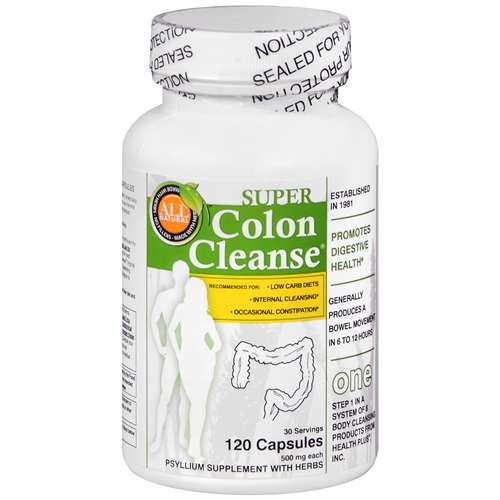 SEALED FOR YOUR
PROTECTION
ALL
NATURAL
SUPER
Colon
Cleanse®
RECOMMENDED FOR:
• LOW CARB DIETS
• INTERNAL CLEANSING*
• OCCASIONAL CONSTIPATION*
30 Servings
120 Capsules
500 mg each
PSYLLIUM SUPPLEMENT WITH HERBS
ESTABLISHED
IN 1981
PROMOTES
DIGESTIVE
HEALTH*
GENERALLY
PRODUCES A
BOWEL MOVEMENT
IN 6 TO 12 HOURS
one
STEP 1 IN A
SYSTEM OF 8
BODY CLEANSING
PRODUCTS FROM
HEALTH PLUS
INC.